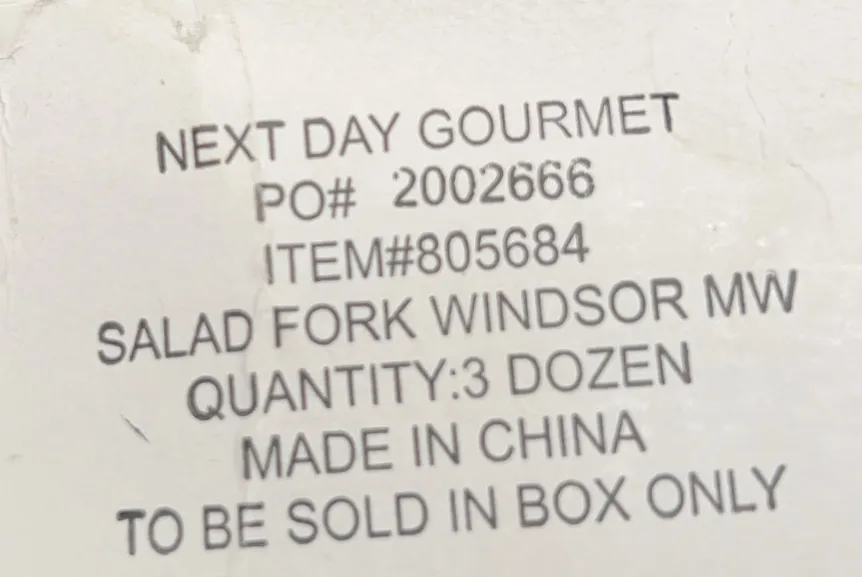 NEXT DAY GOURMET
PO# 2002666
ITEM#805684
SALAD FORK WINDSOR MW
QUANTITY:3 DOZEN
MADE IN CHINA
TO BE SOLD IN BOX ONLY